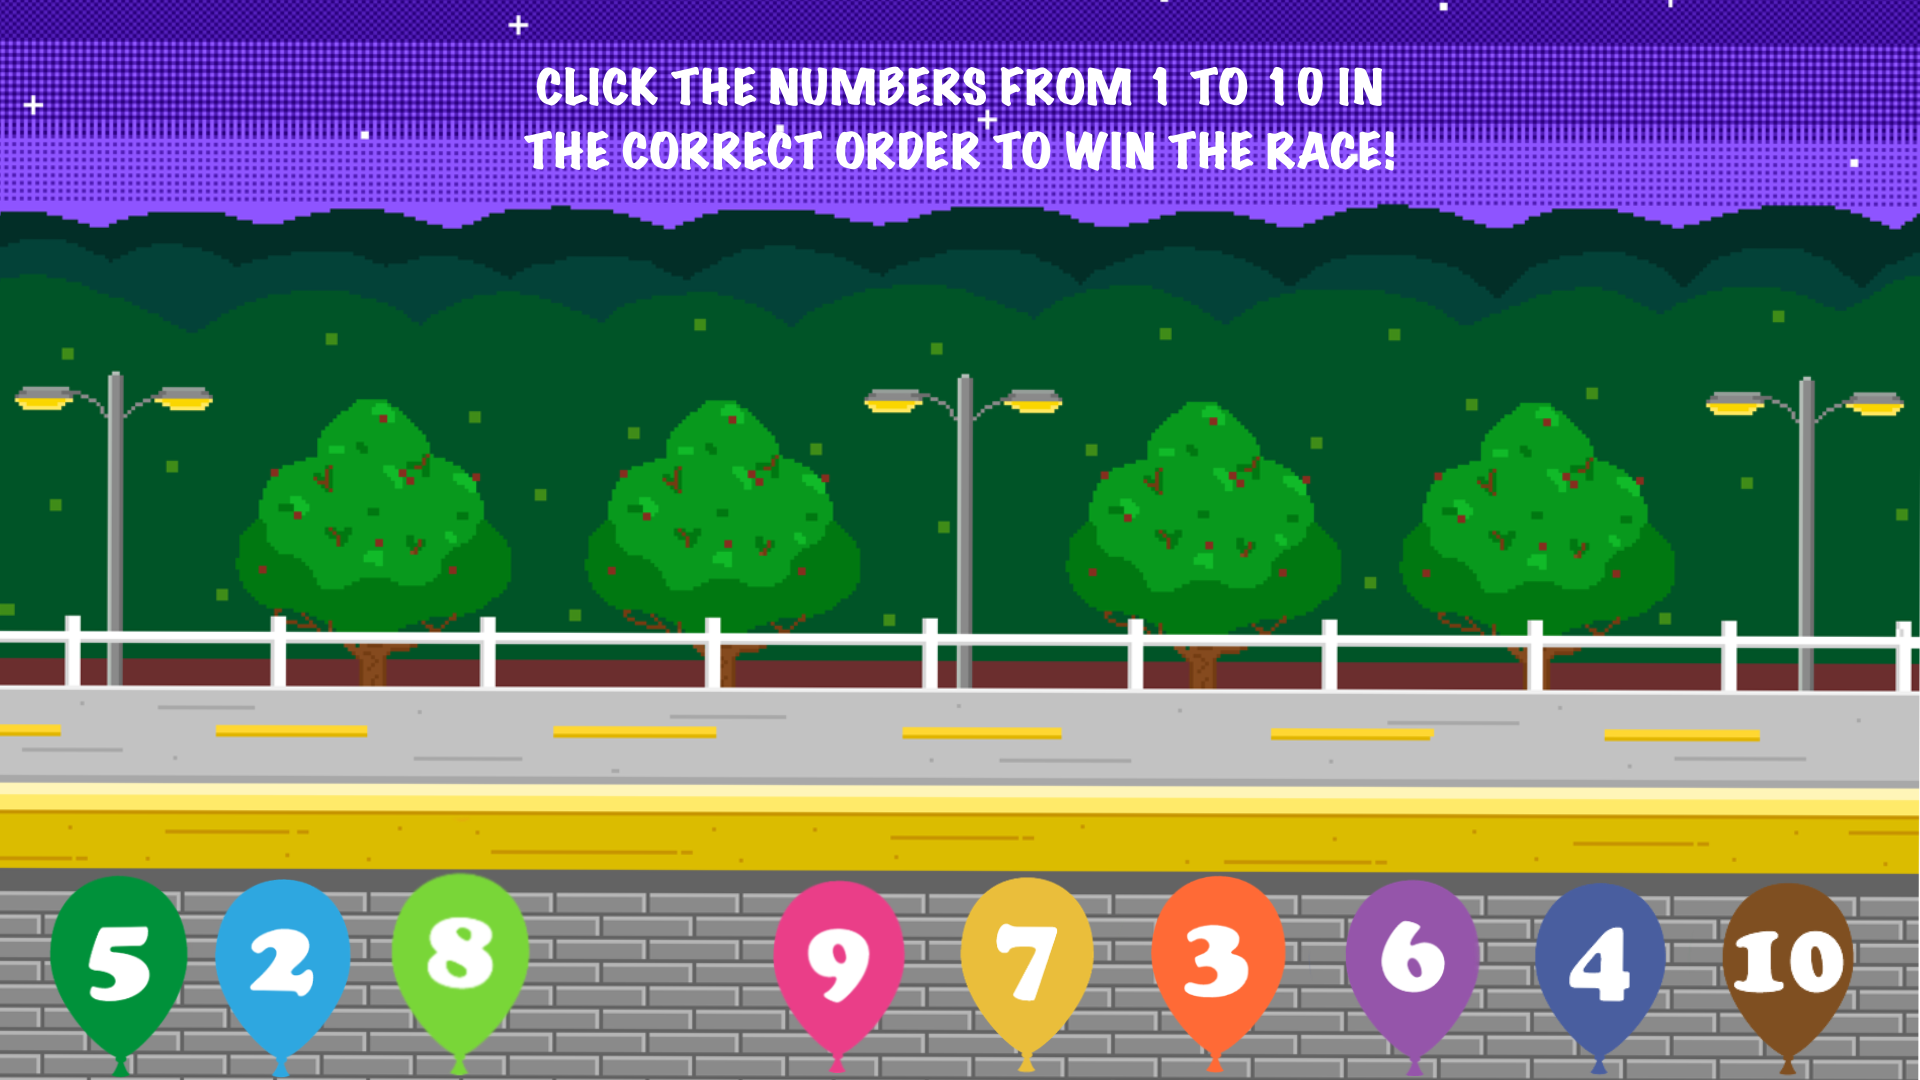 CLICK THE NUMBERS FROM 1 TO 10 IN
THE CORRECT ORDER TO WIN THE RACE!
5 2 8 9 7 3 6 4 10